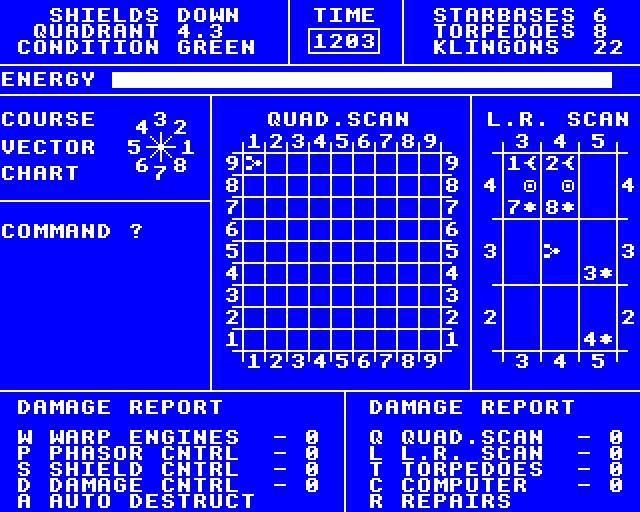 SHIELDS DOWN
QUADRANT 4.3
CONDITION GREEN
TIME
1203
STARBASES 6
TORPEDOES 8
KLINGONS 22
ENERGY
COURSE
VECTOR
CHART
4 3 2
5 1
6 7 8
COMMAND ?
QUAD.SCAN
1 2 3 4 5 6 7 8 9
9 9
8 8
7 7
6 6
5 5
4 4
3 3
2 2
1 1
1 2 3 4 5 6 7 8 9
L.R. SCAN
3 4 5
1 2
4 4
7* 8*
3 3
3*
2 2
4*
3 4 5
DAMAGE REPORT
W WARP ENGINES - 0
P PHASOR CNTRL - 0
S SHIELD CNTRL - 0
D DAMAGE CNTRL - 0
A AUTO DESTRUCT
DAMAGE REPORT
Q QUAD.SCAN - 0
L L.R. SCAN - 0
T TORPEDOES - 0
C COMPUTER - 0
R REPAIRS